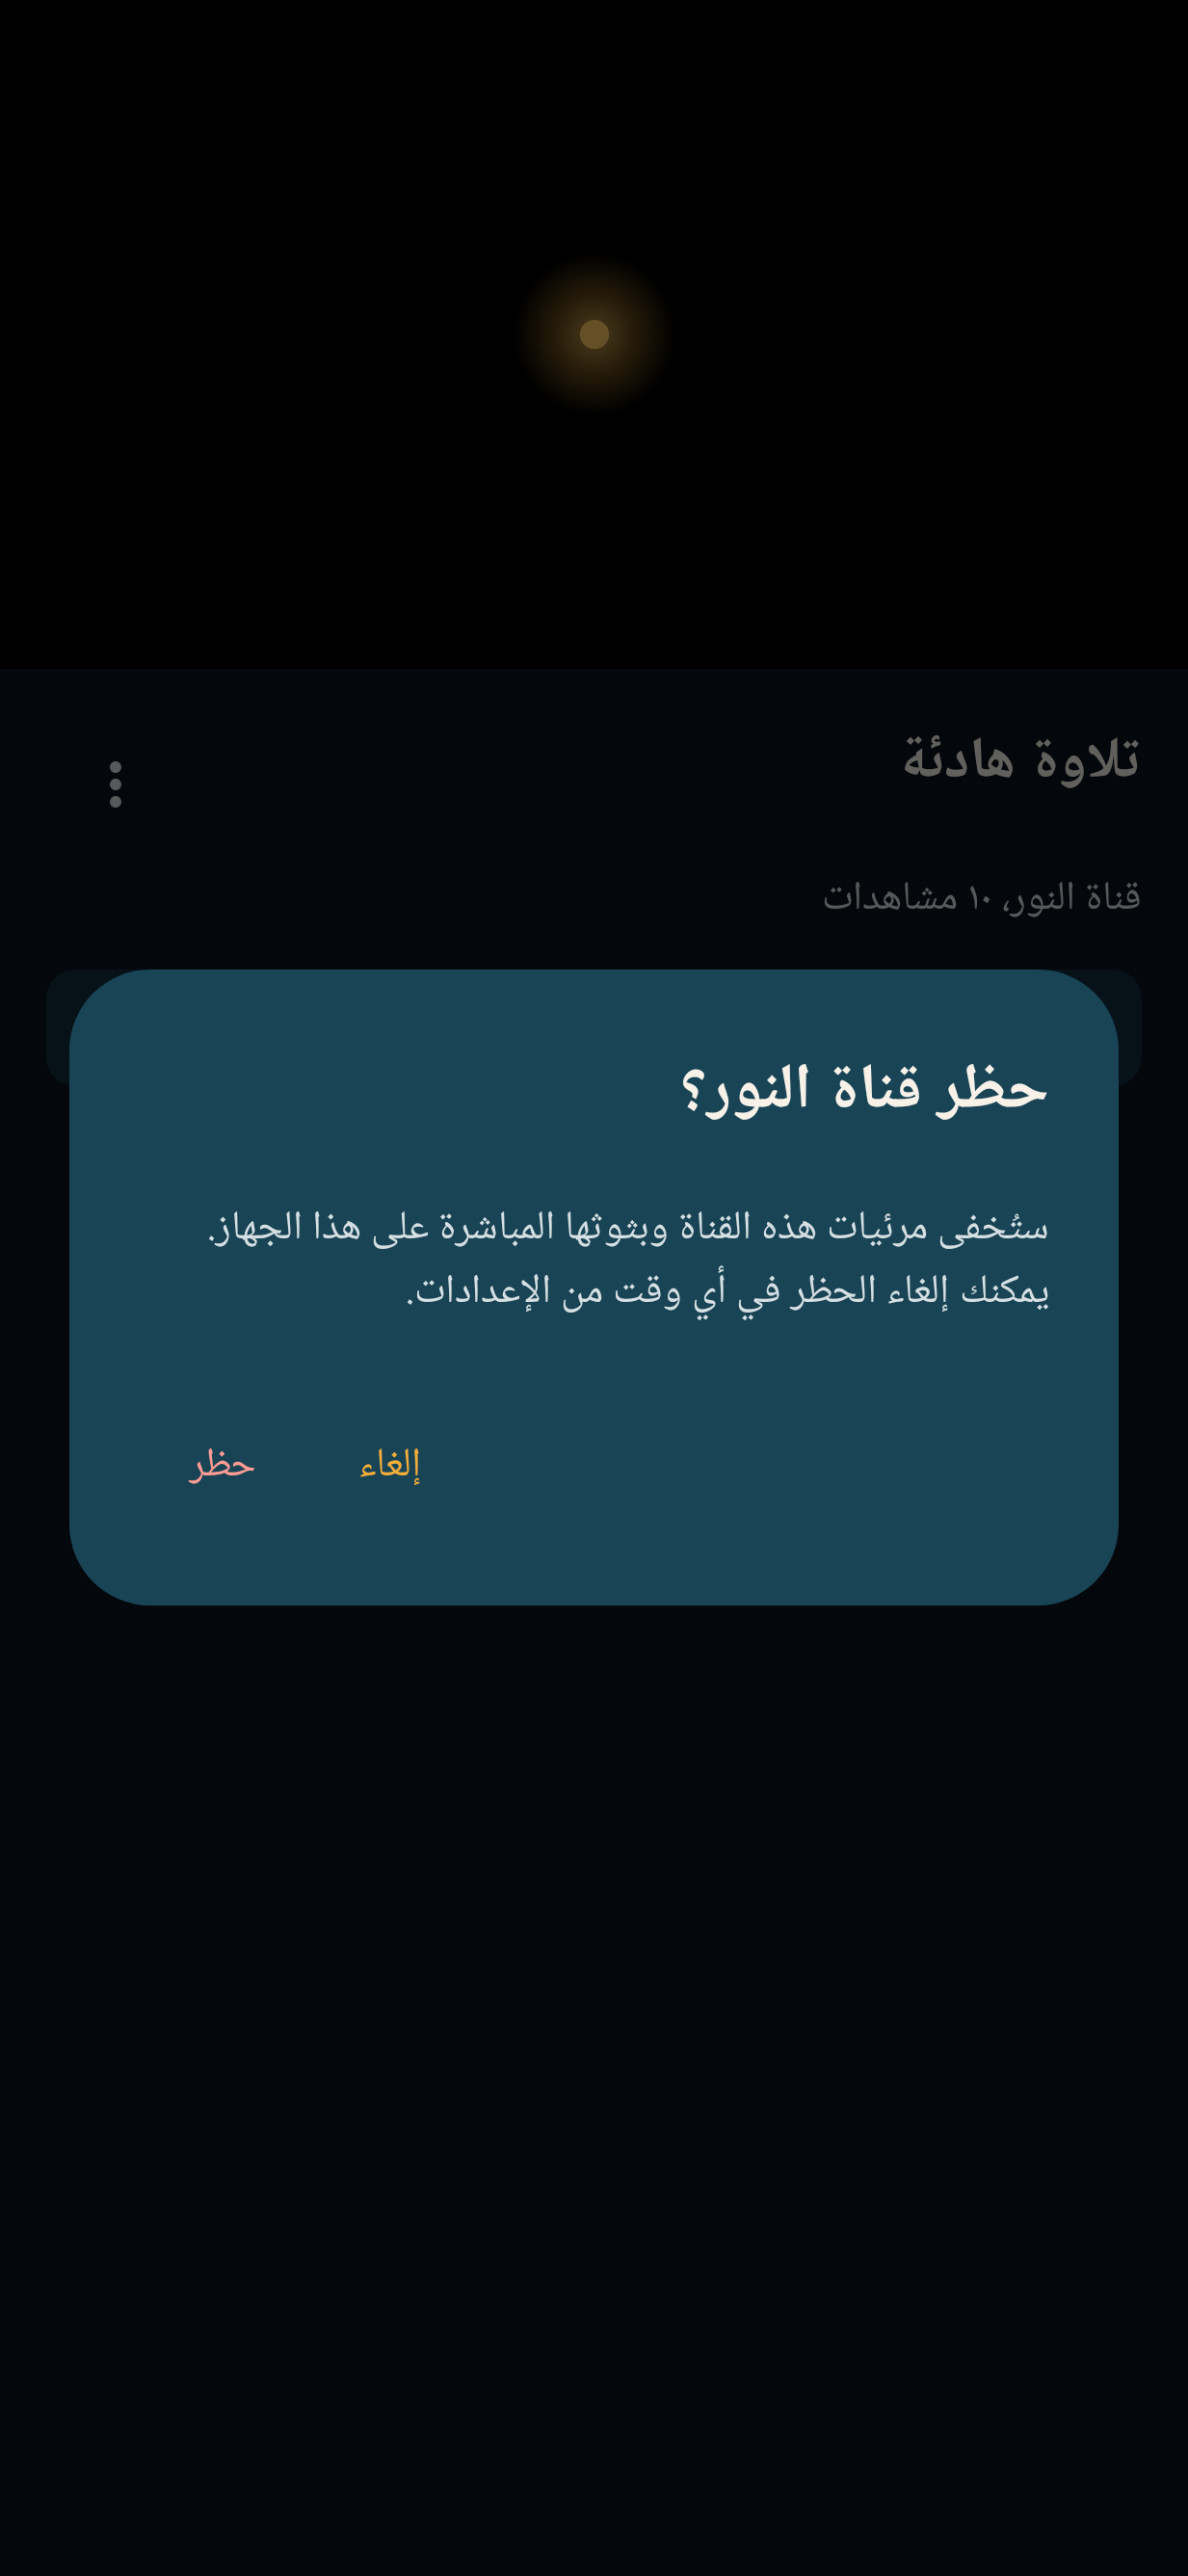 تلاوة هادئة
قناة النور، ١٠ مشاهدات
حظر قناة النور؟
ستُخفى مرئيات هذه القناة وبثوثها المباشرة على هذا الجهاز.
يمكنك إلغاء الحظر في أي وقت من الإعدادات.
إلغاء
حظر